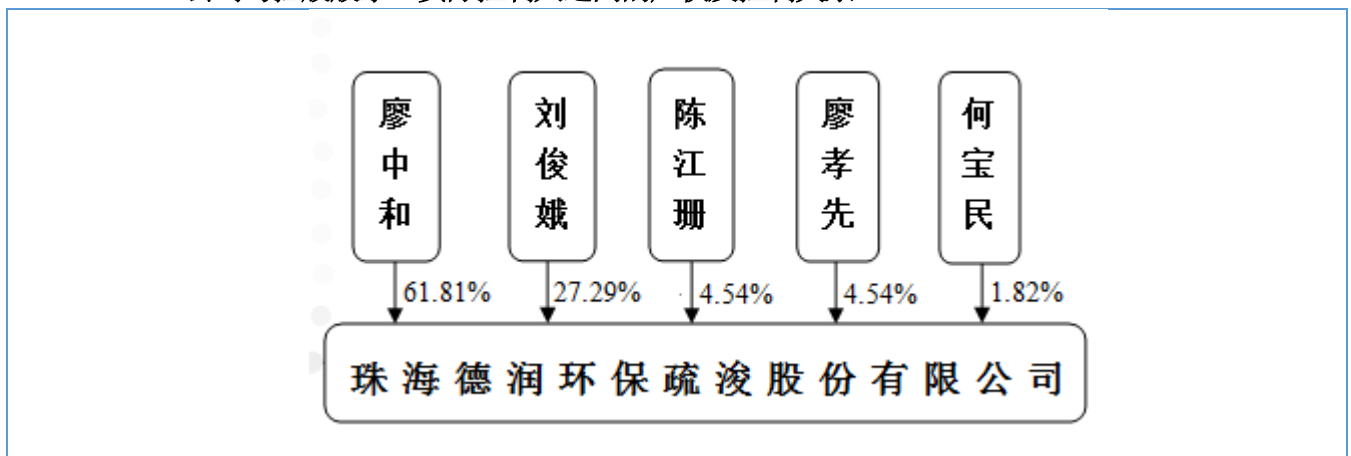 廖中和
刘俊娥
陈江珊
廖孝先
何宝民
61.81%
27.29%
4.54%
4.54%
1.82%
珠海德润环保疏浚股份有限公司